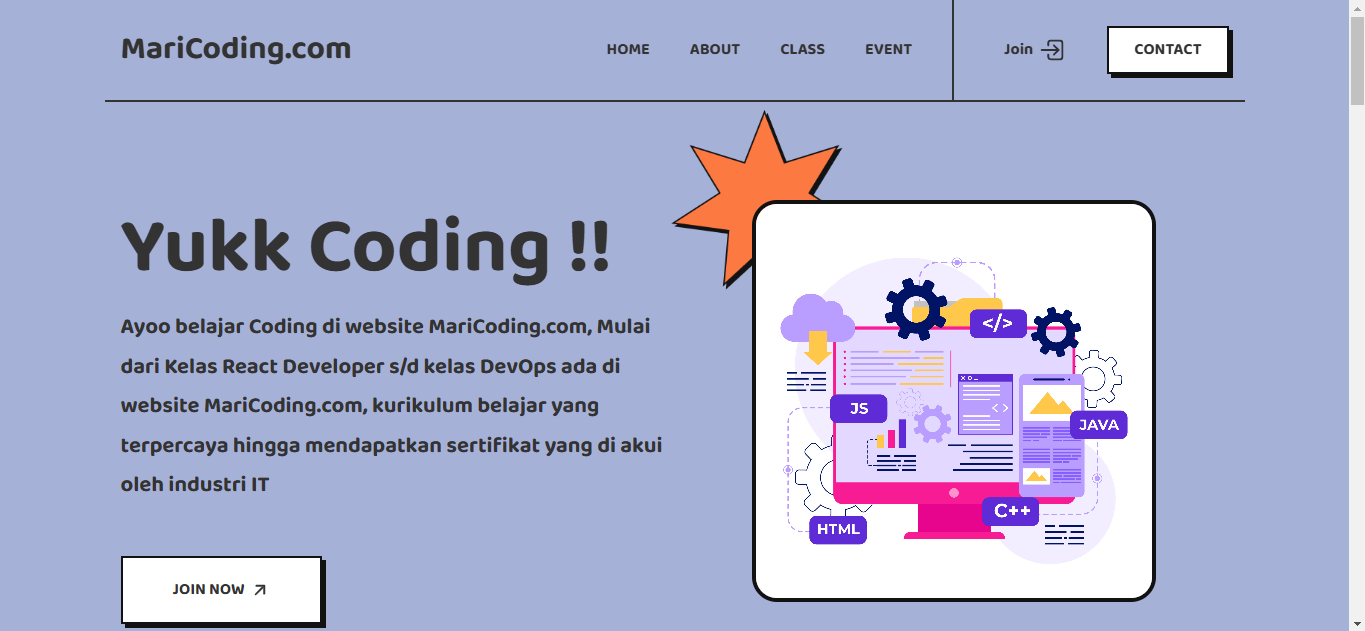 MariCoding.com
HOME ABOUT CLASS EVENT Join CONTACT
Yukk Coding !!
Ayoo belajar Coding di website MariCoding.com, Mulai
dari Kelas React Developer s/d kelas DevOps ada di
website MariCoding.com, kurikulum belajar yang
terpercaya hingga mendapatkan sertifikat yang di akui
oleh industri IT
JOIN NOW
</>
< >
JS
JAVA
C++
HTML